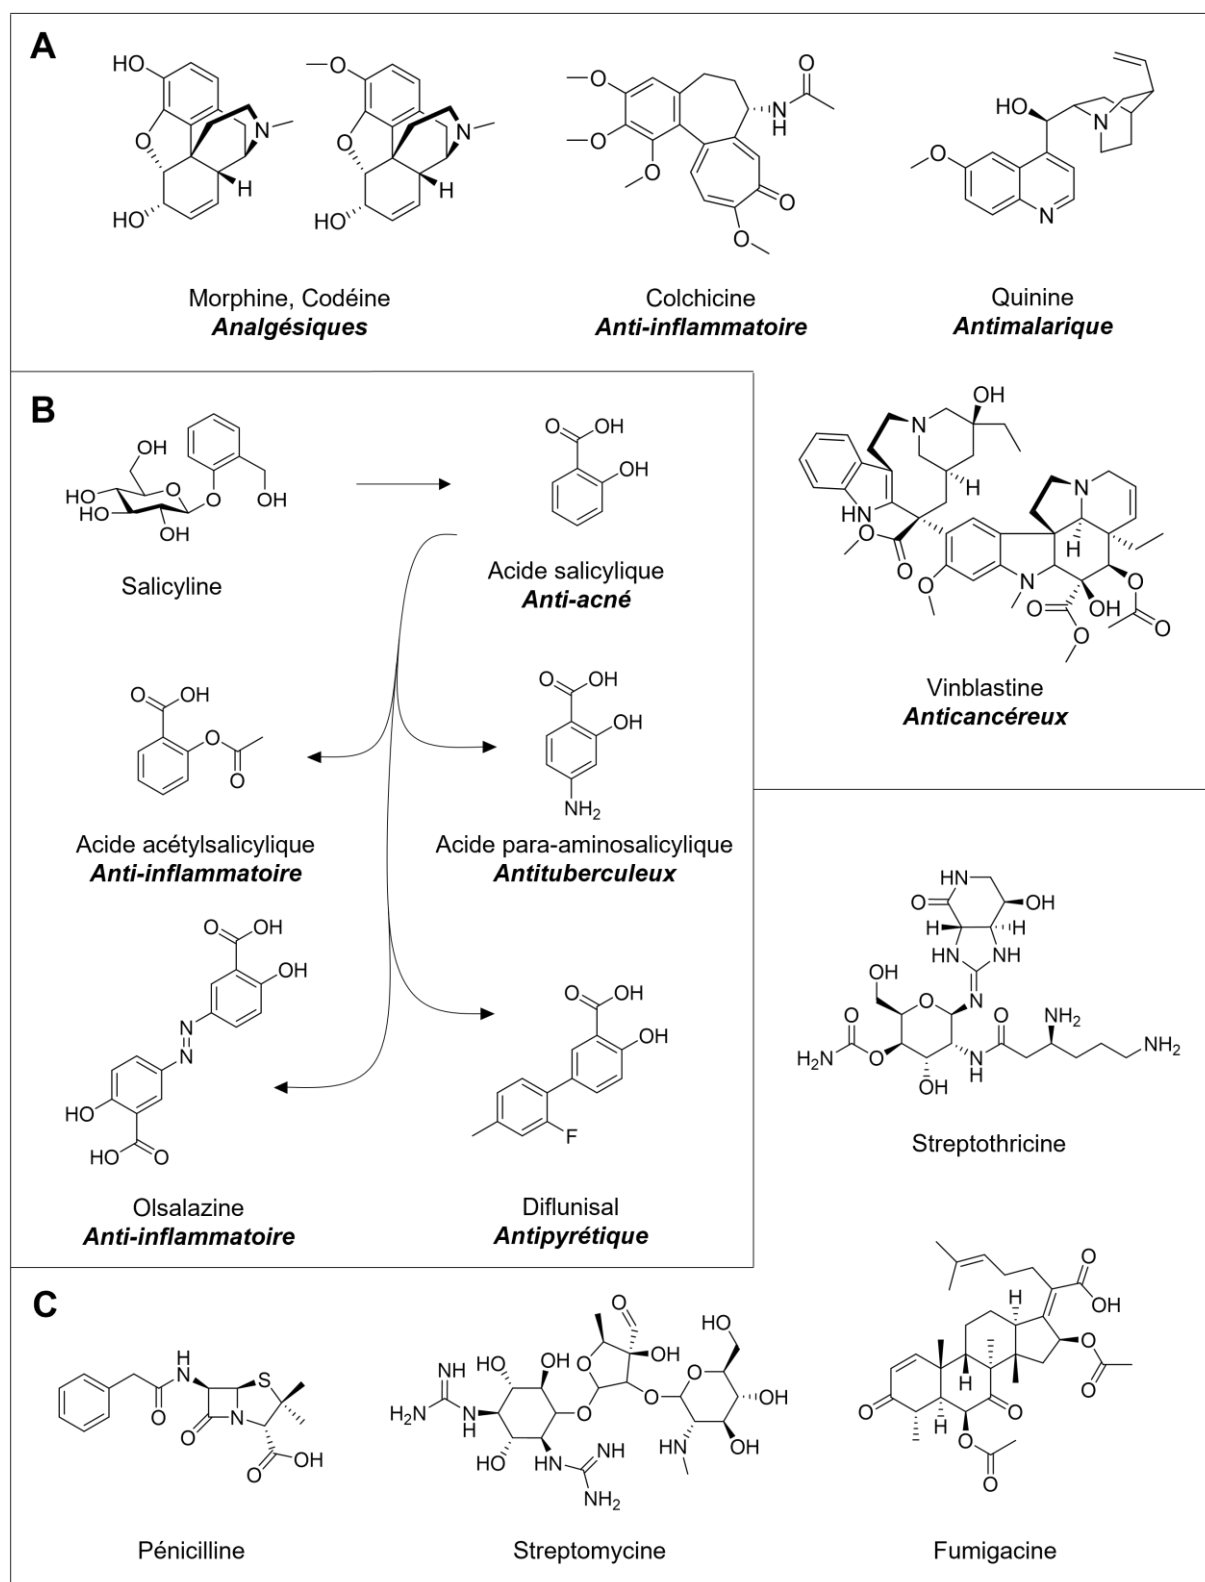 A
HO
O
HO
N
H
O
O
HO
N
H
O
O
O
O
N
H
O
O
HO
N
O
N
Morphine, Codéine
Analgésiques
Colchicine
Anti-inflammatoire
Quinine
Antimalarique
B
OH
HO
HO
O
OH
O
OH
Salicyline
O
OH
OH
Acide salicylique
Anti-acné
OH
N
H
HN
O
O
O
N
N
H
O
OH
O
O
O
O
Vinblastine
Anticancéreux
O
OH
O
O
Acide acétylsalicylique
Anti-inflammatoire
O
OH
OH
NH2
Acide para-aminosalicylique
Antituberculeux
O
OH
OH
N
N
HO
HO
O
Olsalazine
Anti-inflammatoire
O
OH
OH
F
Diflunisal
Antipyrétique
HN
O
OH
H
H
HN
NH
N
OH
O
O
H2N
O
OH
N
H
O
NH2
NH2
Streptothricine
C
H
N
O
S
N
O
O
OH
Pénicilline
O
OH
O
HO
OH
NH
H2N
N
H
HO
O
HN
NH
NH2
O
HO
O
OH
OH
HN
Streptomycine
O
OH
H
O
O
H
H
O
O
O
O
Fumigacine